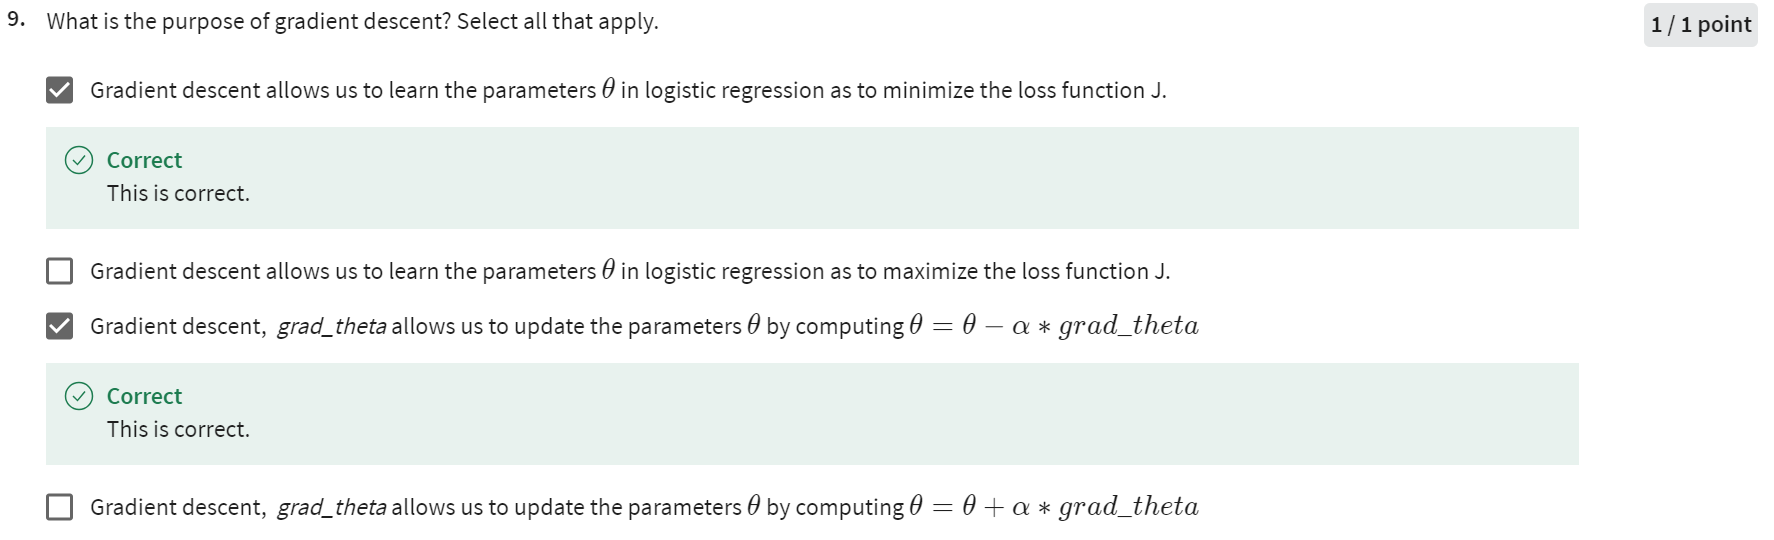 9. What is the purpose of gradient descent? Select all that apply.
1 / 1 point
Gradient descent allows us to learn the parameters θ in logistic regression as to minimize the loss function J.
Correct
This is correct.
Gradient descent allows us to learn the parameters θ in logistic regression as to maximize the loss function J.
Gradient descent, grad_theta allows us to update the parameters θ by computing θ = θ − α ∗ grad_theta
Correct
This is correct.
Gradient descent, grad_theta allows us to update the parameters θ by computing θ = θ + α ∗ grad_theta